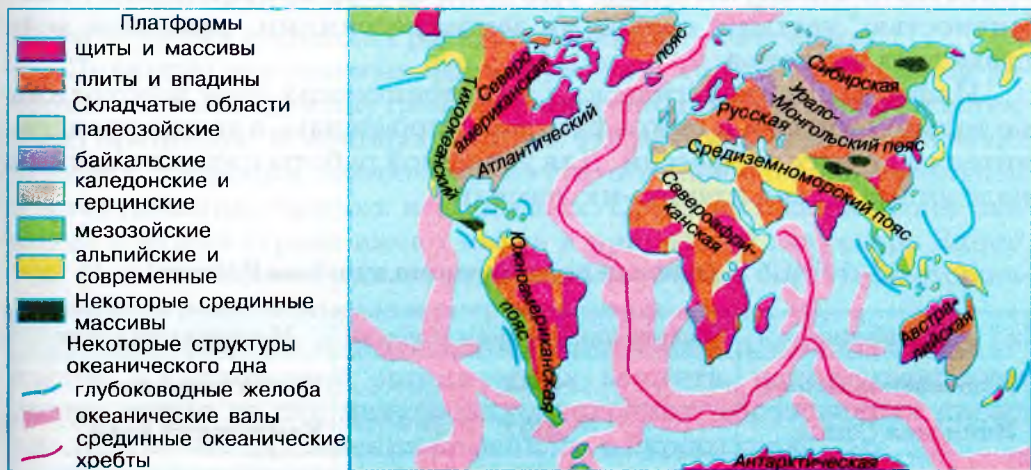 Платформы
щиты и массивы
плиты и впадины
Складчатые области
палеозойские
байкальские
каледонские и
герцинские
мезозойские
альпийские и
современные
Некоторые срединные
массивы
Некоторые структуры
океанического дна
глубоководные желоба
океанические валы
срединные океанические
хребты
Тихоокеанский
пояс
Северо-
американская
Атлантический
пояс
Сибирская
Урало-
-Монгольский пояс
Русская
Средиземноморский пояс
Североафри-
канская
Южноамериканская
Австра-
лийская
Антарктическая